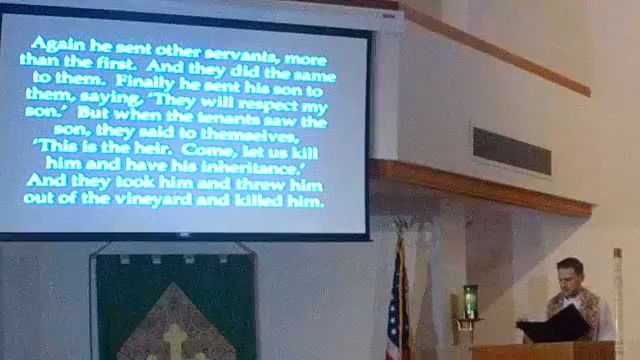 Again he sent other servants, more
than the first.  And they did the same
to them.  Finally he sent his son to
them, saying, 'They will respect my
son.'  But when the tenants saw the
son, they said to themselves,
'This is the heir.  Come, let us kill
him and have his inheritance.'
And they took him and threw him
out of the vineyard and killed him.